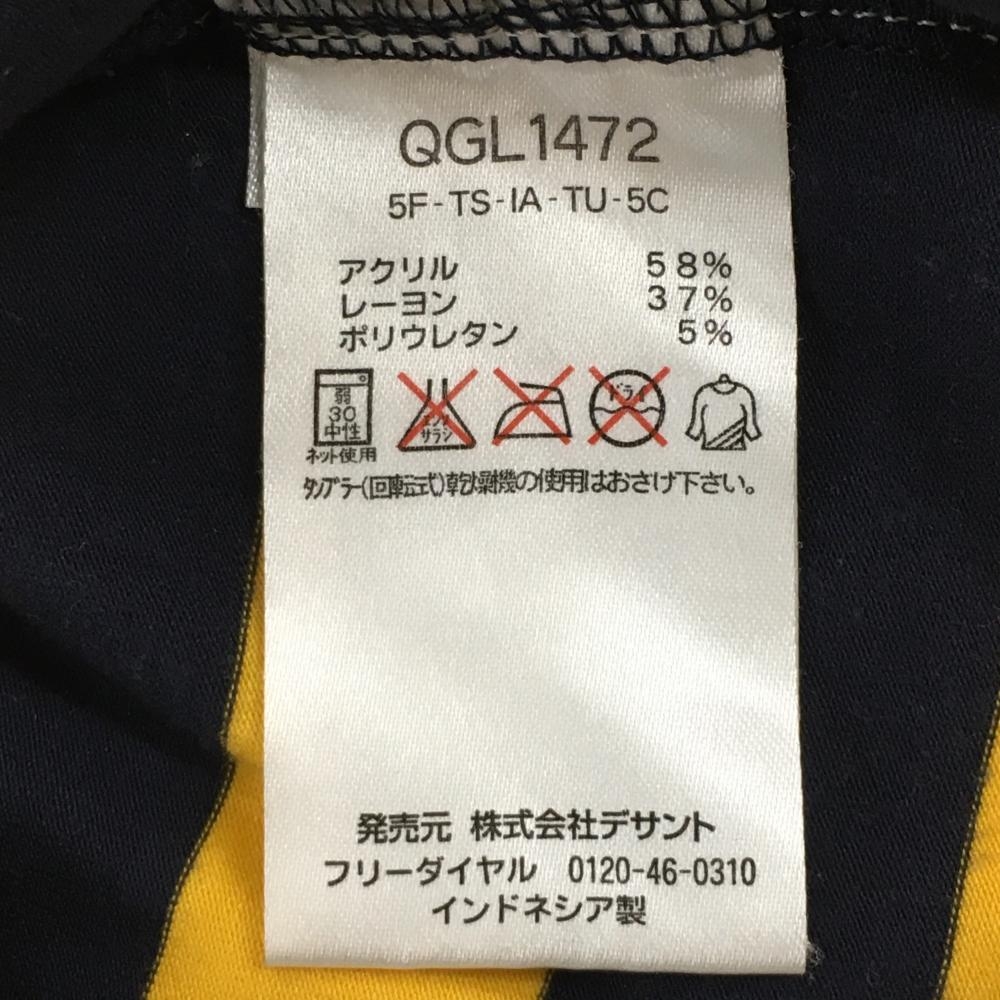 QGL1472
5F-TS-IA-TU-5C
アクリル 58%
レーヨン 37%
ポリウレタン 5%
弱
30
中性
エンソ
サラシ
ドライ
ネット使用
タンブラー(回転式)乾燥機の使用はおさけ下さい。
発売元 株式会社デサント
フリーダイヤル 0120-46-0310
インドネシア製